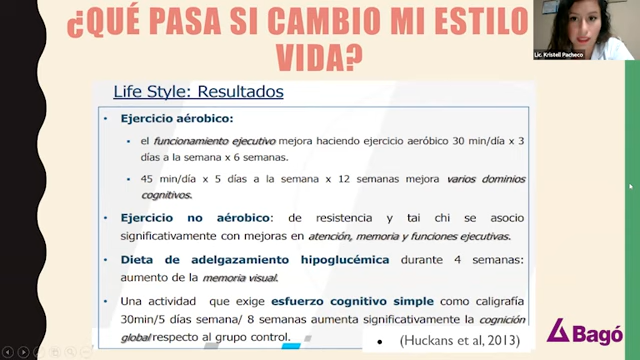 ¿QUÉ PASA SI CAMBIO MI ESTILO
VIDA?
Lic. Kristell Pacheco
Life Style: Resultados
• Ejercicio aérobico:
• el funcionamiento ejecutivo mejora haciendo ejercicio aeróbico 30 min/día x 3
días a la semana x 6 semanas.
• 45 min/día x 5 días a la semana x 12 semanas mejora varios dominios
cognitivos.
• Ejercicio no aérobico: de resistencia y tai chi se asocio
significativamente con mejoras en atención, memoria y funciones ejecutivas.
• Dieta de adelgazamiento hipoglucémica durante 4 semanas:
aumento de la memoria visual.
• Una actividad que exige esfuerzo cognitivo simple como caligrafía
30min/5 días semana/ 8 semanas aumenta significativamente la cognición
global respecto al grupo control.
• (Huckans et al, 2013)
Bagó